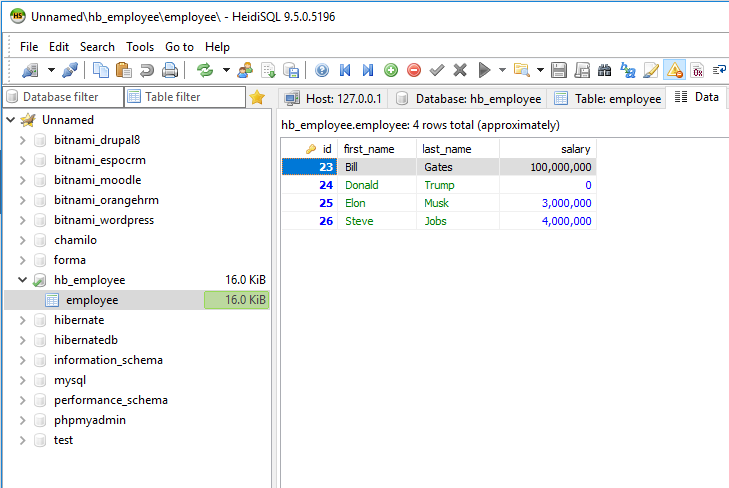 Unnamed\hb_employee\employee\ - HeidiSQL 9.5.0.5196
File Edit Search Tools Go to Help
Database filter Table filter Host: 127.0.0.1 Database: hb_employee Table: employee Data
hb_employee.employee: 4 rows total (approximately)
id first_name last_name salary
23 Bill Gates 100,000,000
24 Donald Trump 0
25 Elon Musk 3,000,000
26 Steve Jobs 4,000,000
Unnamed
bitnami_drupal8
bitnami_espocrm
bitnami_moodle
bitnami_orangehrm
bitnami_wordpress
chamilo
forma
hb_employee 16.0 KiB
employee 16.0 KiB
hibernate
hibernatedb
information_schema
mysql
performance_schema
phpmyadmin
test